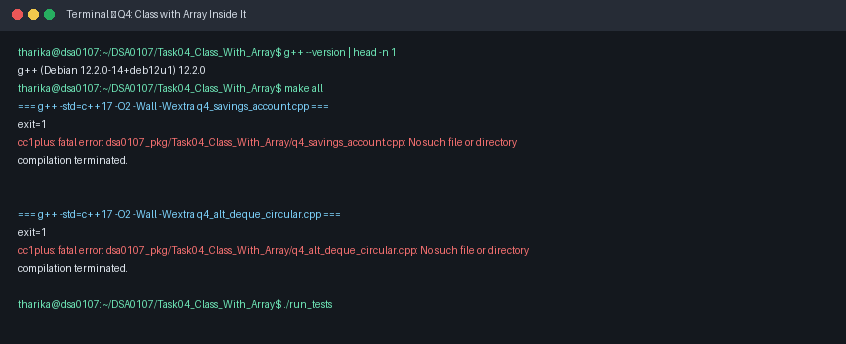 Terminal ▯ Q4: Class with Array Inside It
tharika@dsa0107:~/DSA0107/Task04_Class_With_Array$ g++ --version | head -n 1
g++ (Debian 12.2.0-14+deb12u1) 12.2.0
tharika@dsa0107:~/DSA0107/Task04_Class_With_Array$ make all
=== g++ -std=c++17 -O2 -Wall -Wextra q4_savings_account.cpp ===
exit=1
cc1plus: fatal error: dsa0107_pkg/Task04_Class_With_Array/q4_savings_account.cpp: No such file or directory
compilation terminated.
=== g++ -std=c++17 -O2 -Wall -Wextra q4_alt_deque_circular.cpp ===
exit=1
cc1plus: fatal error: dsa0107_pkg/Task04_Class_With_Array/q4_alt_deque_circular.cpp: No such file or directory
compilation terminated.
tharika@dsa0107:~/DSA0107/Task04_Class_With_Array$ ./run_tests